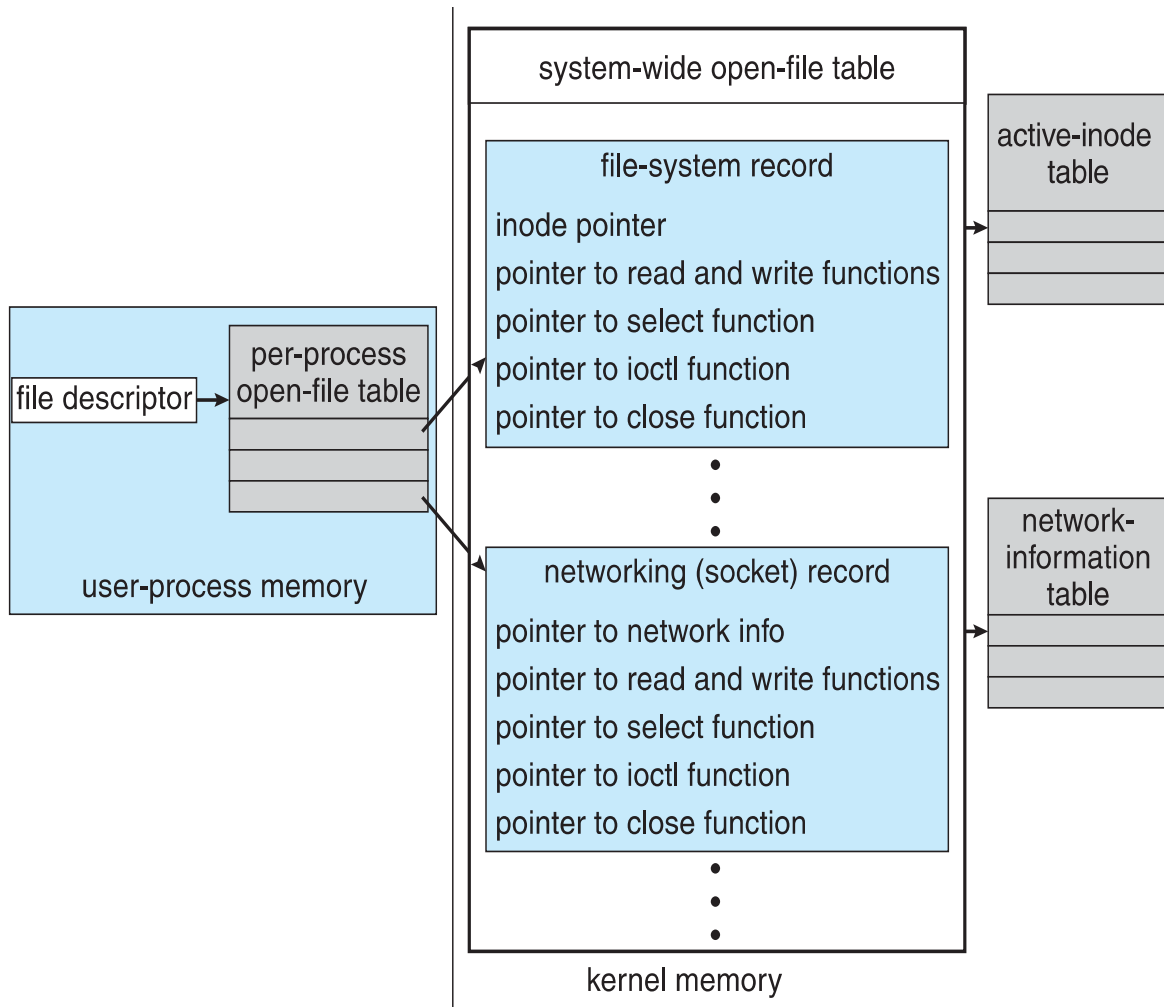 system-wide open-file table
file-system record
inode pointer
pointer to read and write functions
pointer to select function
pointer to ioctl function
pointer to close function
active-inode
table
per-process
open-file table
file descriptor
user-process memory
networking (socket) record
pointer to network info
pointer to read and write functions
pointer to select function
pointer to ioctl function
pointer to close function
network-
information
table
kernel memory